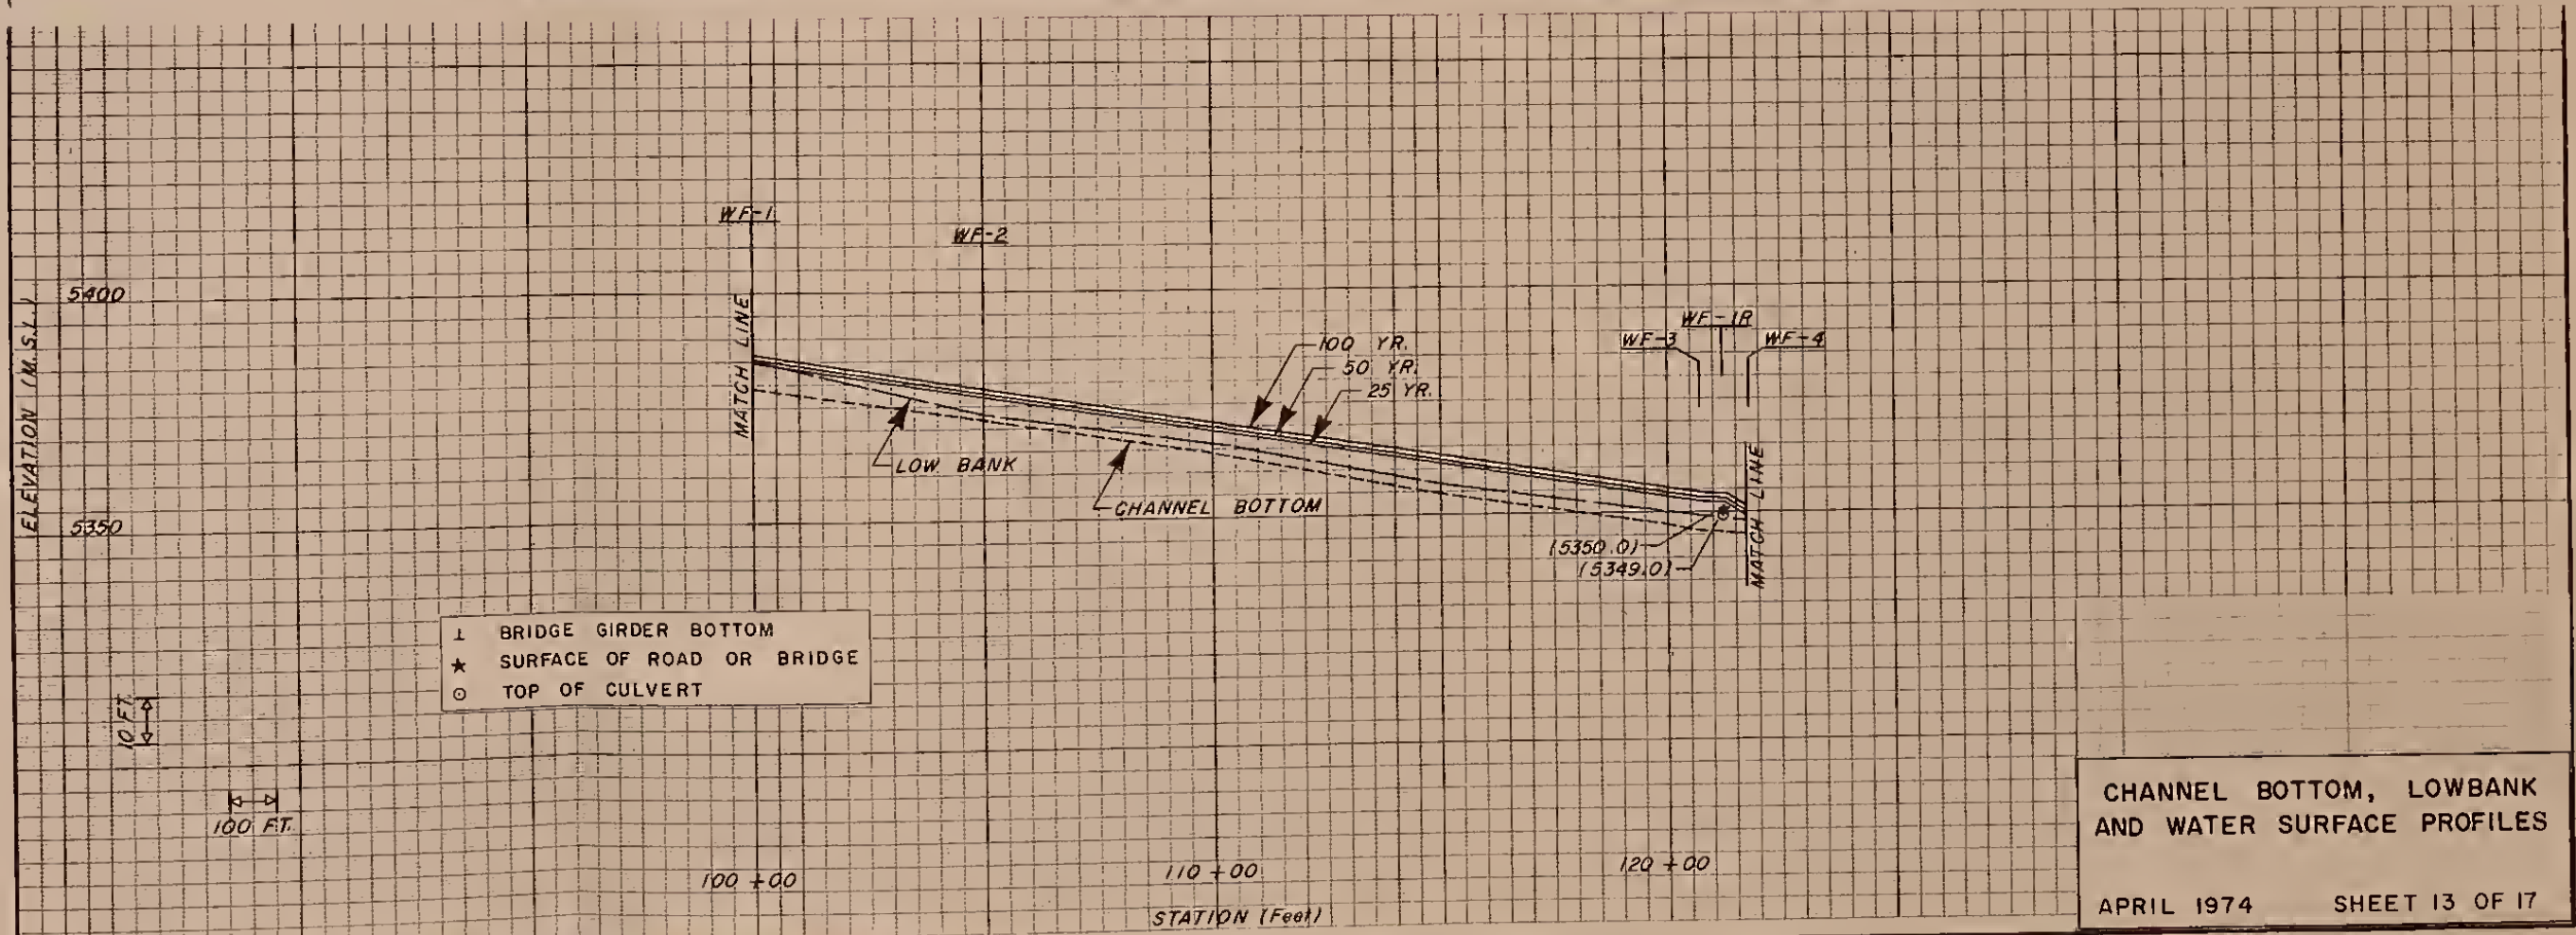 WF-1
WF-2
5400
ELEVATION (M.S.L.)
MATCH LINE
100 YR.
50 YR.
25 YR.
WF-1R
WF-3
WF-4
LOW BANK
CHANNEL BOTTOM
MATCH LINE
5350
(5350.0)
(5349.0)
⊥ BRIDGE GIRDER BOTTOM
★ SURFACE OF ROAD OR BRIDGE
⊙ TOP OF CULVERT
10 FT.
100 FT.
100+00
110+00
120+00
STATION (Feet)
CHANNEL BOTTOM, LOWBANK
AND WATER SURFACE PROFILES
APRIL 1974 SHEET 13 OF 17